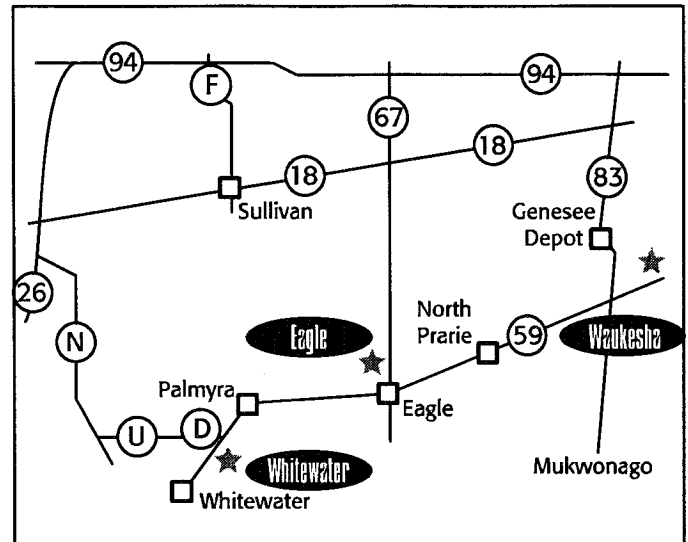 94
F
94
67
18
18
83
Sullivan
Genesee
Depot
26
N
North
Prarie
59
Eagle
Waukesha
Palmyra
Eagle
U
D
Whitewater
Mukwonago
Whitewater